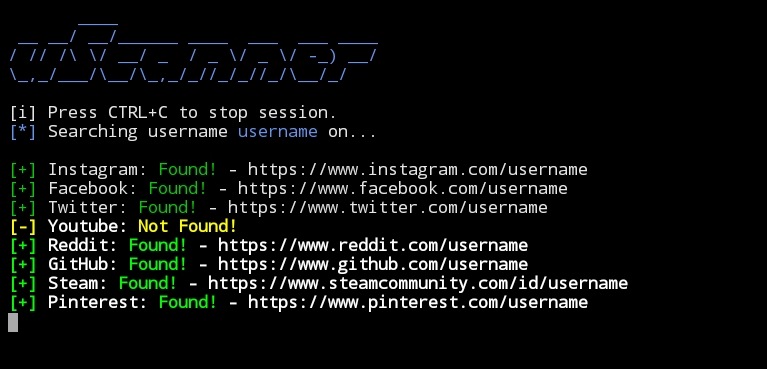 uscanner
[i] Press CTRL+C to stop session.
[*] Searching username username on...
[+] Instagram: Found! - https://www.instagram.com/username
[+] Facebook: Found! - https://www.facebook.com/username
[+] Twitter: Found! - https://www.twitter.com/username
[-] Youtube: Not Found!
[+] Reddit: Found! - https://www.reddit.com/username
[+] GitHub: Found! - https://www.github.com/username
[+] Steam: Found! - https://www.steamcommunity.com/id/username
[+] Pinterest: Found! - https://www.pinterest.com/username